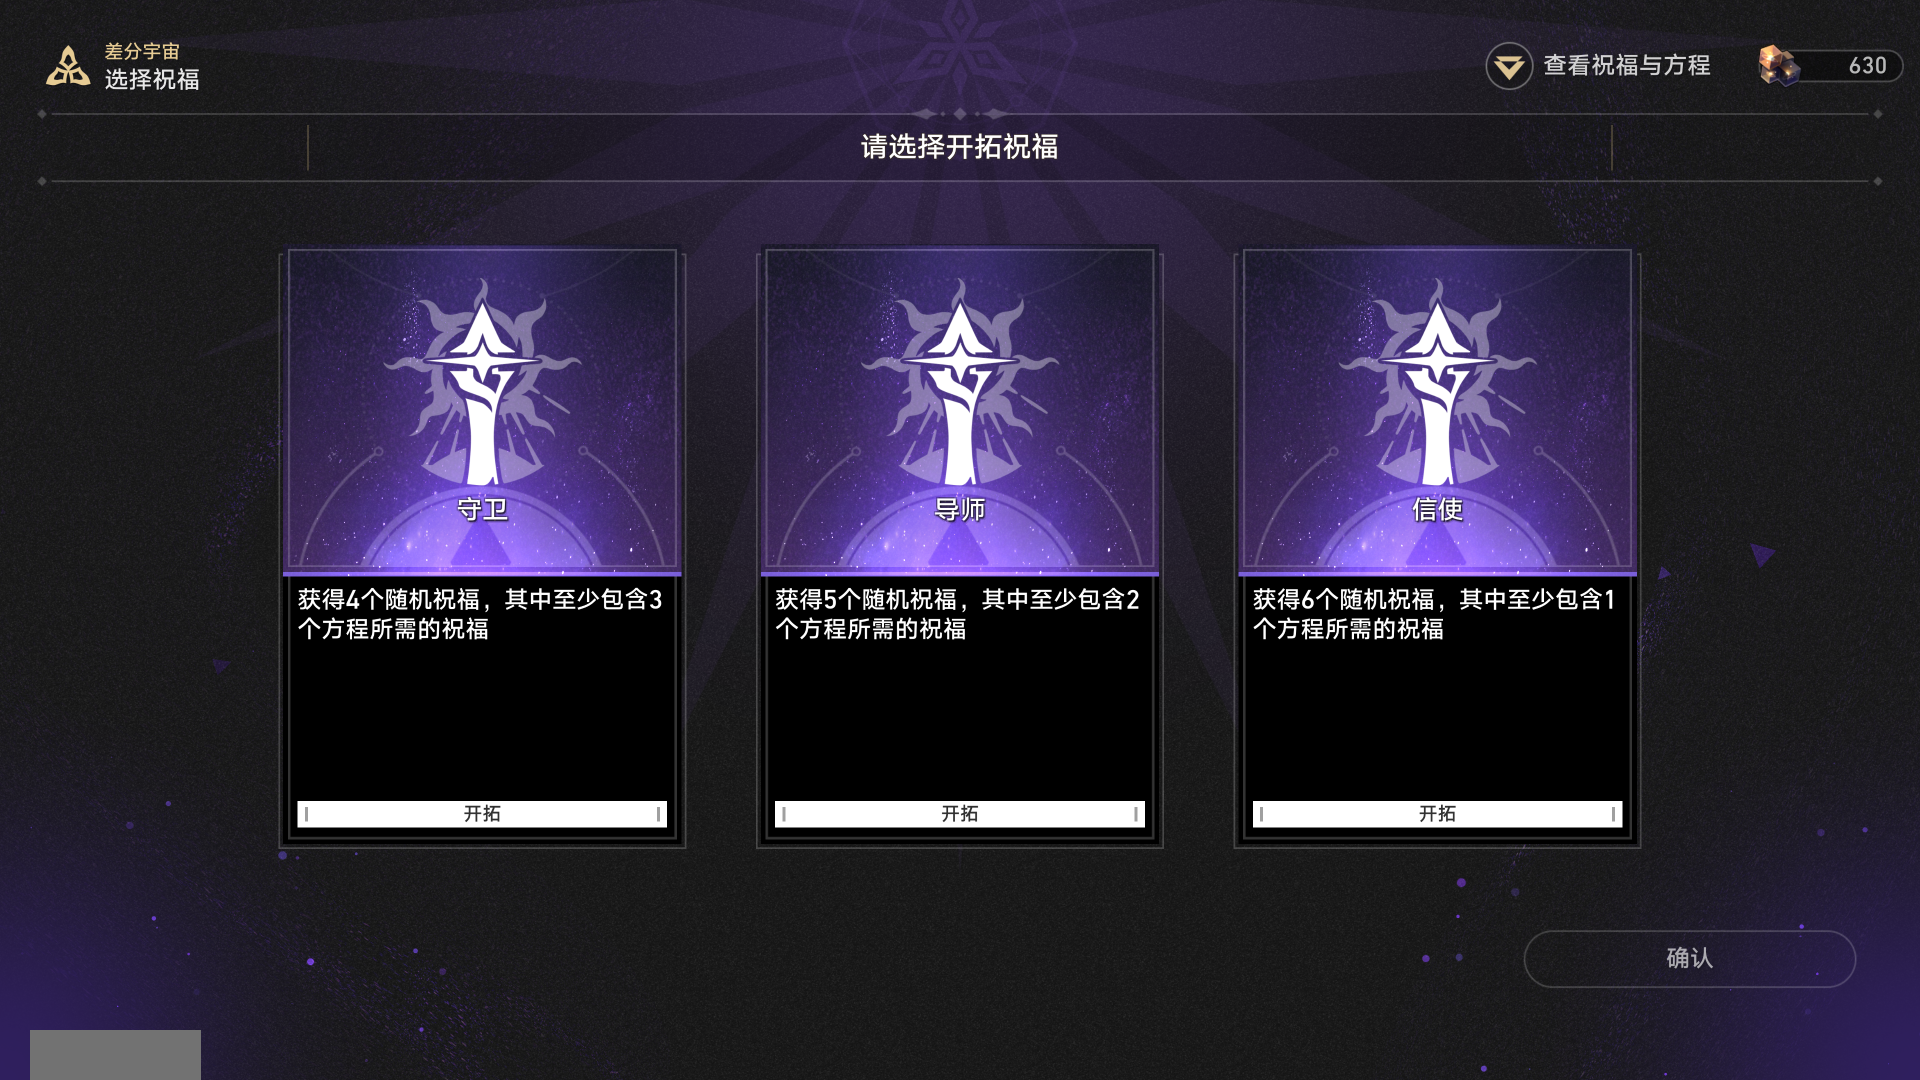 差分宇宙
选择祝福
查看祝福与方程
630
请选择开拓祝福
守卫
获得4个随机祝福，其中至少包含3
个方程所需的祝福
开拓
导师
获得5个随机祝福，其中至少包含2
个方程所需的祝福
开拓
信使
获得6个随机祝福，其中至少包含1
个方程所需的祝福
开拓
确认